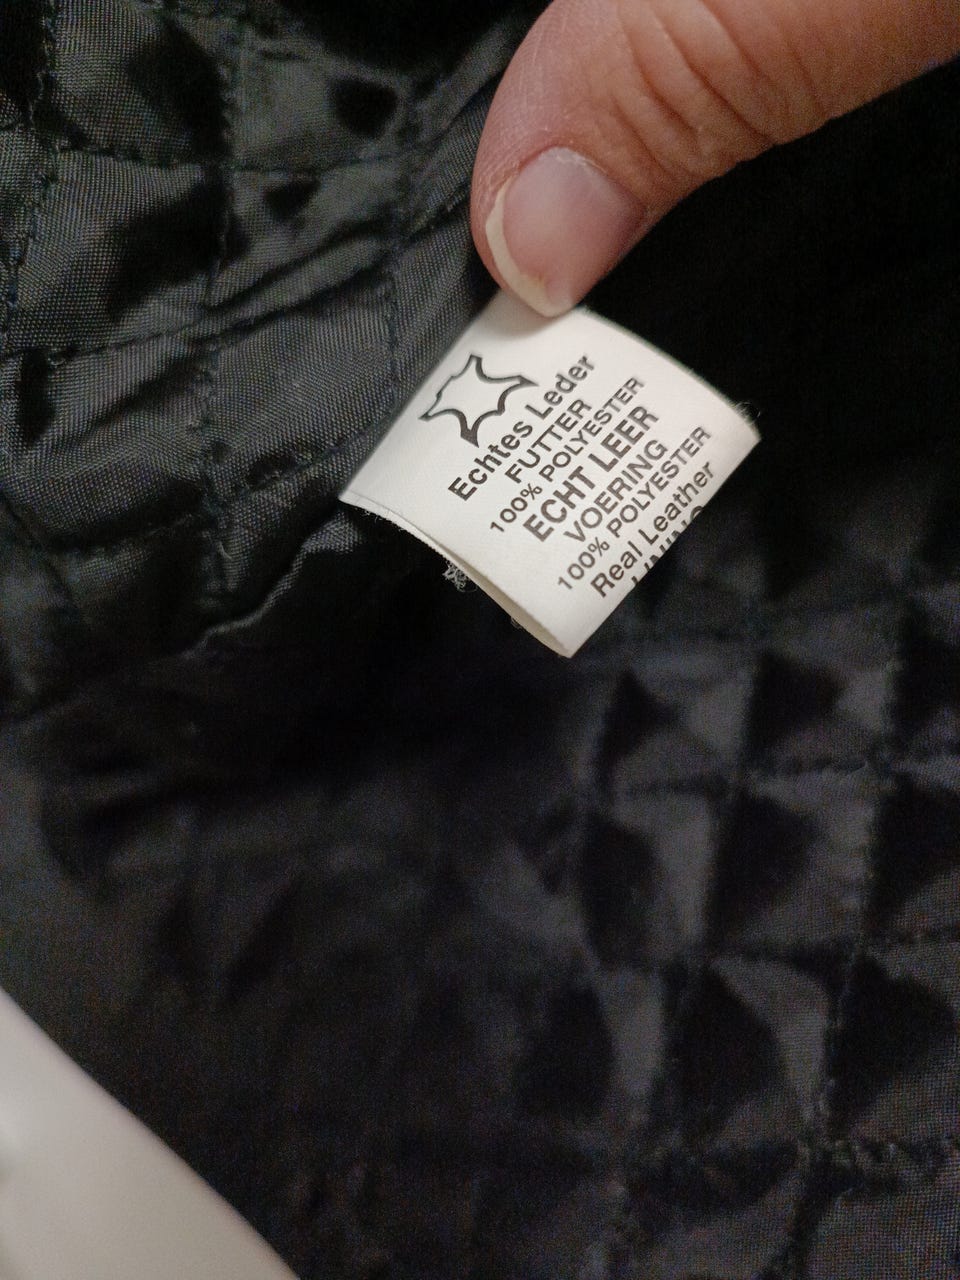 Echtes Leder
FUTTER
100% POLYESTER
ECHT LEER
VOERING
100% POLYESTER
Real Leather